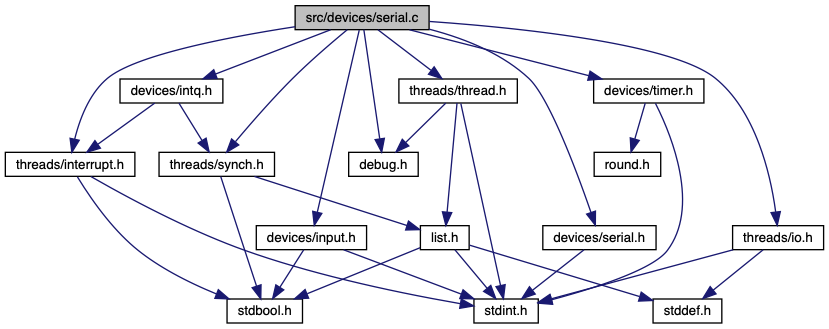 src/devices/serial.c
devices/intq.h
threads/thread.h
devices/timer.h
threads/interrupt.h
threads/synch.h
debug.h
round.h
devices/input.h
list.h
devices/serial.h
threads/io.h
stdbool.h
stdint.h
stddef.h